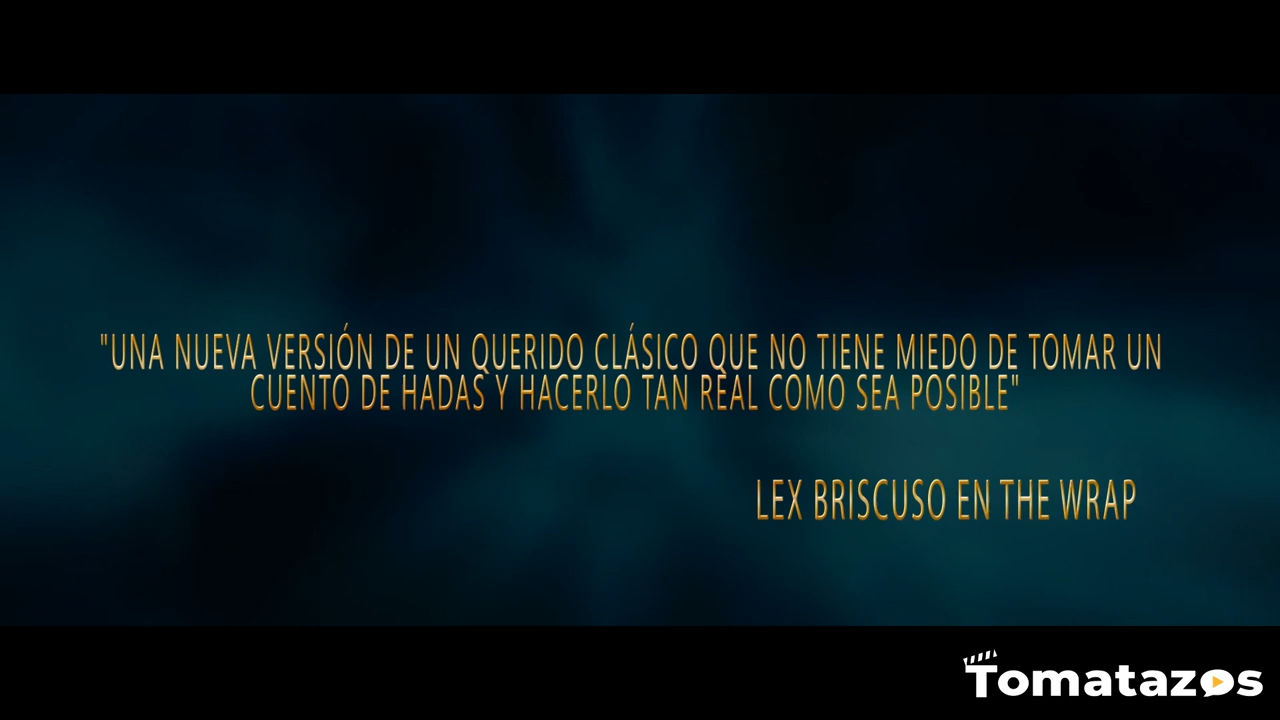 "UNA NUEVA VERSIÓN DE UN QUERIDO CLÁSICO QUE NO TIENE MIEDO DE TOMAR UN
CUENTO DE HADAS Y HACERLO TAN REAL COMO SEA POSIBLE"
LEX BRISCUSO EN THE WRAP
Tomatazos